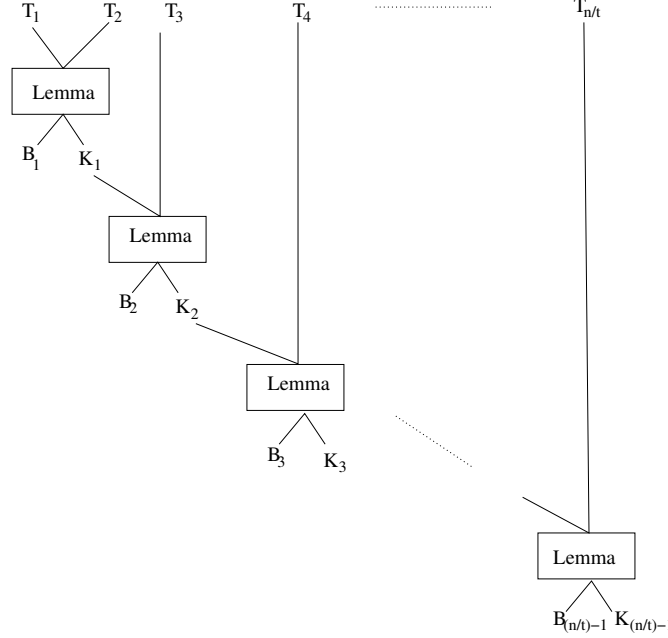 T1 T2 T3 T4 Tn/t
Lemma
B1 K1
Lemma
B2 K2
Lemma
B3 K3
Lemma
B(n/t)−1 K(n/t)−